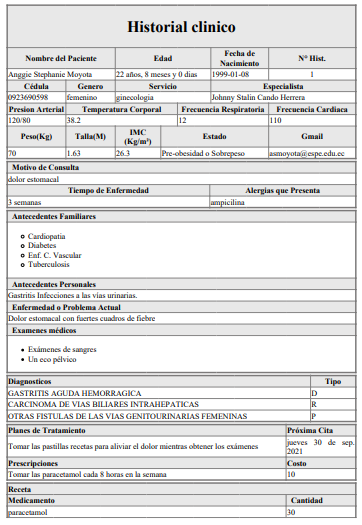 Historial clinico
Nombre del Paciente Edad Fecha de Nacimiento N° Hist.
Anggie Stephanie Moyota 22 años, 8 meses y 0 dias 1999-01-08 1
Cédula Genero Servicio Especialista
0923690598 femenino ginecologia Johnny Stalin Cando Herrera
Presion Arterial Temperatura Corporal Frecuencia Respiratoria Frecuencia Cardiaca
120/80 38.2 12 110
Peso(Kg) Talla(M) IMC (Kg/m²) Estado Gmail
70 1.63 26.3 Pre-obesidad o Sobrepeso asmoyota@espe.edu.ec
Motivo de Consulta
dolor estomacal
Tiempo de Enfermedad Alergias que Presenta
3 semanas ampicilina
Antecedentes Familiares
Cardiopatia
Diabetes
Enf. C. Vascular
Tuberculosis
Antecedentes Personales
Gastritis Infecciones a las vías urinarias.
Enfermedad o Problema Actual
Dolor estomacal con fuertes cuadros de fiebre
Examenes médicos
Exámenes de sangres
Un eco pélvico
Diagnosticos Tipo
GASTRITIS AGUDA HEMORRAGICA D
CARCINOMA DE VIAS BILIARES INTRAHEPATICAS R
OTRAS FISTULAS DE LAS VIAS GENITOURINARIAS FEMENINAS P
Planes de Tratamiento Próxima Cita
Tomar las pastillas recetas para aliviar el dolor mientras obtener los exámenes jueves 30 de sep. 2021
Prescripciones Costo
Tomar las paracetamol cada 8 horas en la semana 10
Receta
Medicamento Cantidad
paracetamol 30